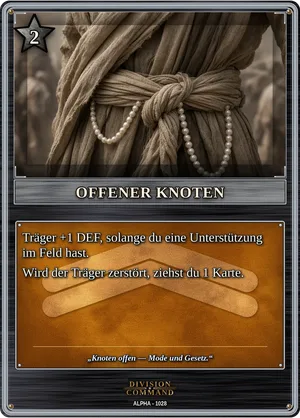 2
OFFENER KNOTEN
Träger +1 DEF, solange du eine Unterstützung
im Feld hast.
Wird der Träger zerstört, ziehst du 1 Karte.
„Knoten offen — Mode und Gesetz.“
DIVISION
COMMAND
ALPHA - 1028